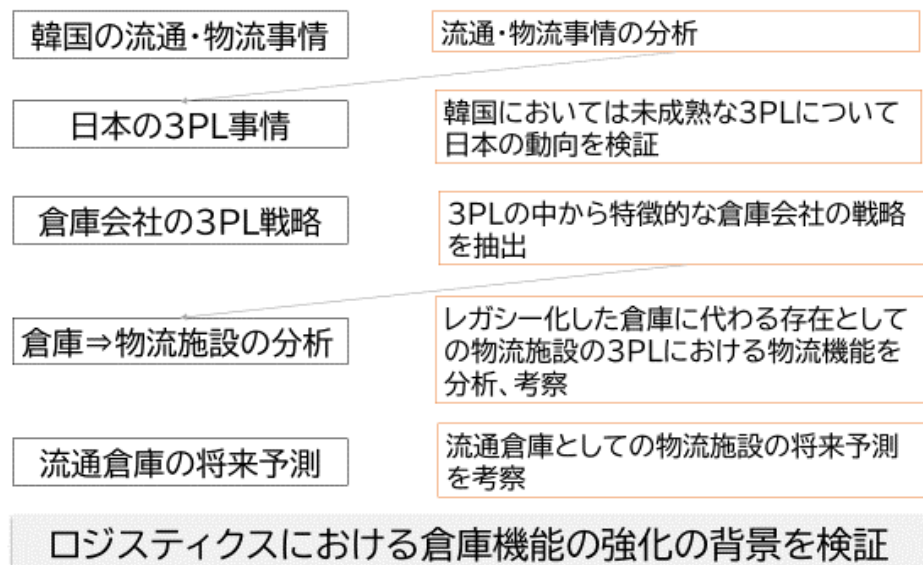 韓国の流通・物流事情
流通・物流事情の分析
日本の3PL事情
韓国においては未成熟な3PLについて
日本の動向を検証
倉庫会社の3PL戦略
3PLの中から特徴的な倉庫会社の戦略
を抽出
倉庫⇒物流施設の分析
レガシー化した倉庫に代わる存在として
の物流施設の3PLにおける物流機能を
分析、考察
流通倉庫の将来予測
流通倉庫としての物流施設の将来予測
を考察
ロジスティクスにおける倉庫機能の強化の背景を検証